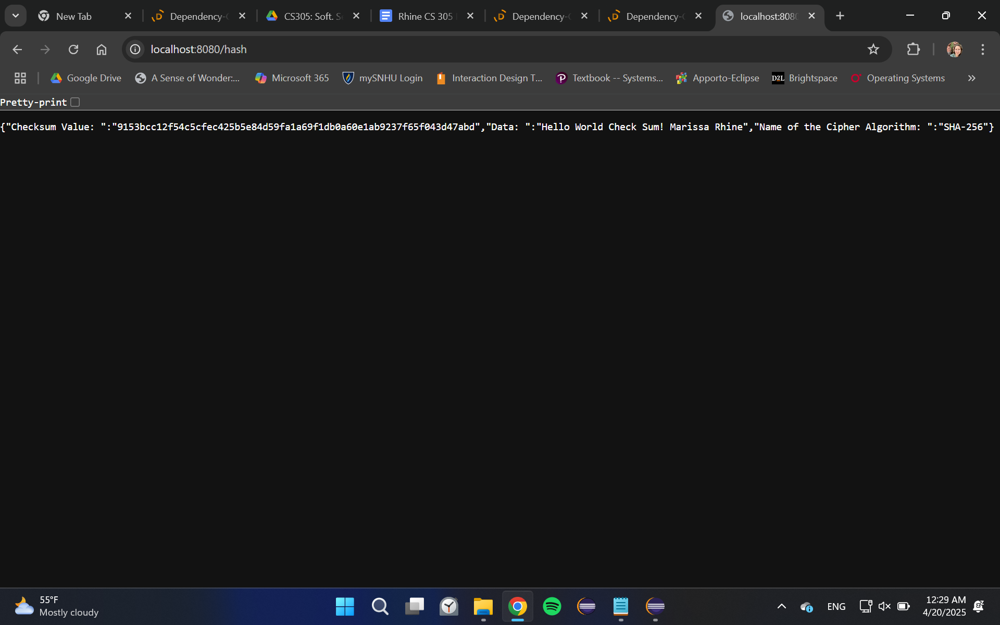 New Tab
Dependency-C
CS305: Soft. S
Rhine CS 305
Dependency-C
Dependency-C
localhost:8080
localhost:8080/hash
Google Drive
A Sense of Wonder:...
Microsoft 365
mySNHU Login
Interaction Design T...
Textbook -- Systems...
Apporto-Eclipse
D2L
Brightspace
Operating Systems
Pretty-print
{"Checksum Value: ":"9153bcc12f54c5cfec425b5e84d59fa1a69f1db0a60e1ab9237f65f043d47abd","Data: ":"Hello World Check Sum! Marissa Rhine","Name of the Cipher Algorithm: ":"SHA-256"}
55°F
Mostly cloudy
ENG
12:29 AM
4/20/2025